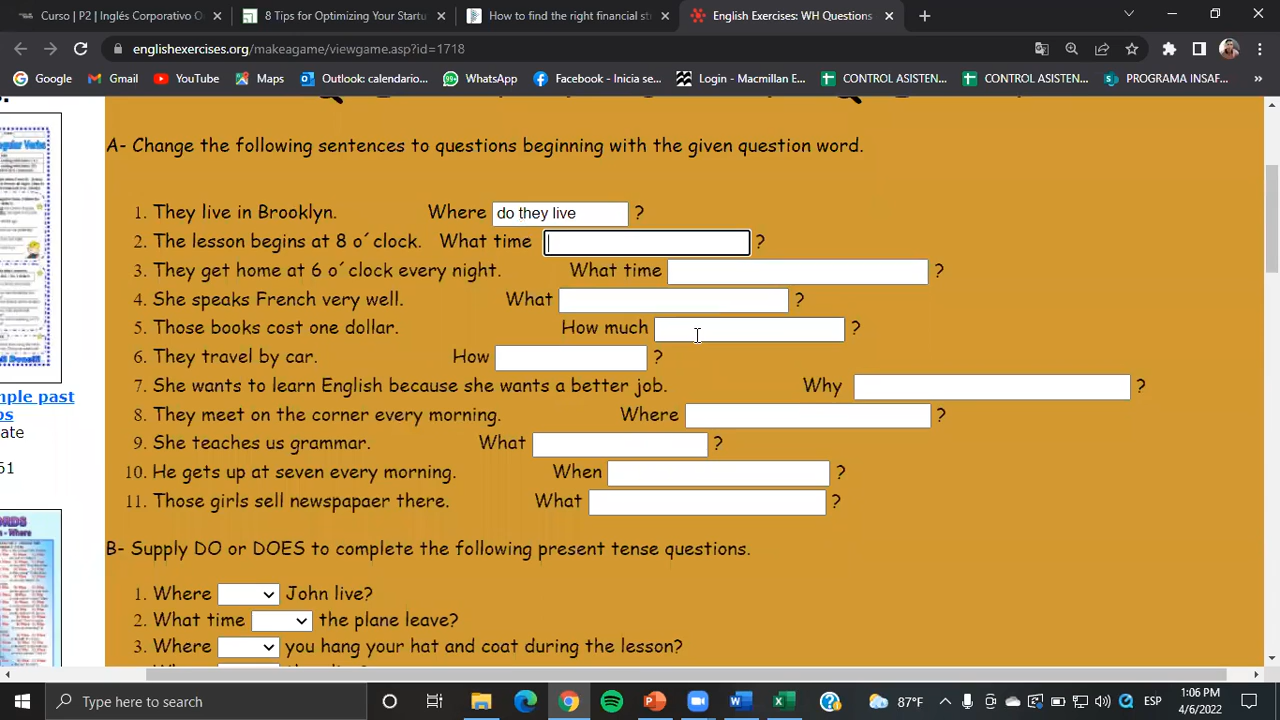 Curso | P2 | Inglés Corporativo O
8 Tips for Optimizing Your Startu
How to find the right financial str
English Exercises: WH Questions
englishexercises.org/makeagame/viewgame.asp?id=1718
Google
Gmail
YouTube
Maps
Outlook: calendario...
WhatsApp
Facebook - Inicia se...
Login - Macmillan E...
CONTROL ASISTEN...
CONTROL ASISTEN...
PROGRAMA INSAF...
A- Change the following sentences to questions beginning with the given question word.
1. They live in Brooklyn. Where do they live ?
2. The lesson begins at 8 o´clock. What time ?
3. They get home at 6 o´clock every night. What time ?
4. She speaks French very well. What ?
5. Those books cost one dollar. How much ?
6. They travel by car. How ?
7. She wants to learn English because she wants a better job. Why ?
8. They meet on the corner every morning. Where ?
9. She teaches us grammar. What ?
10. He gets up at seven every morning. When ?
11. Those girls sell newspapaer there. What ?
B- Supply DO or DOES to complete the following present tense questions.
1. Where John live?
2. What time the plane leave?
3. Where you hang your hat and coat during the lesson?
mple past
ps
ate
51
ORDS
n - Where
Type here to search
87°F
ESP
1:06 PM
4/6/2022